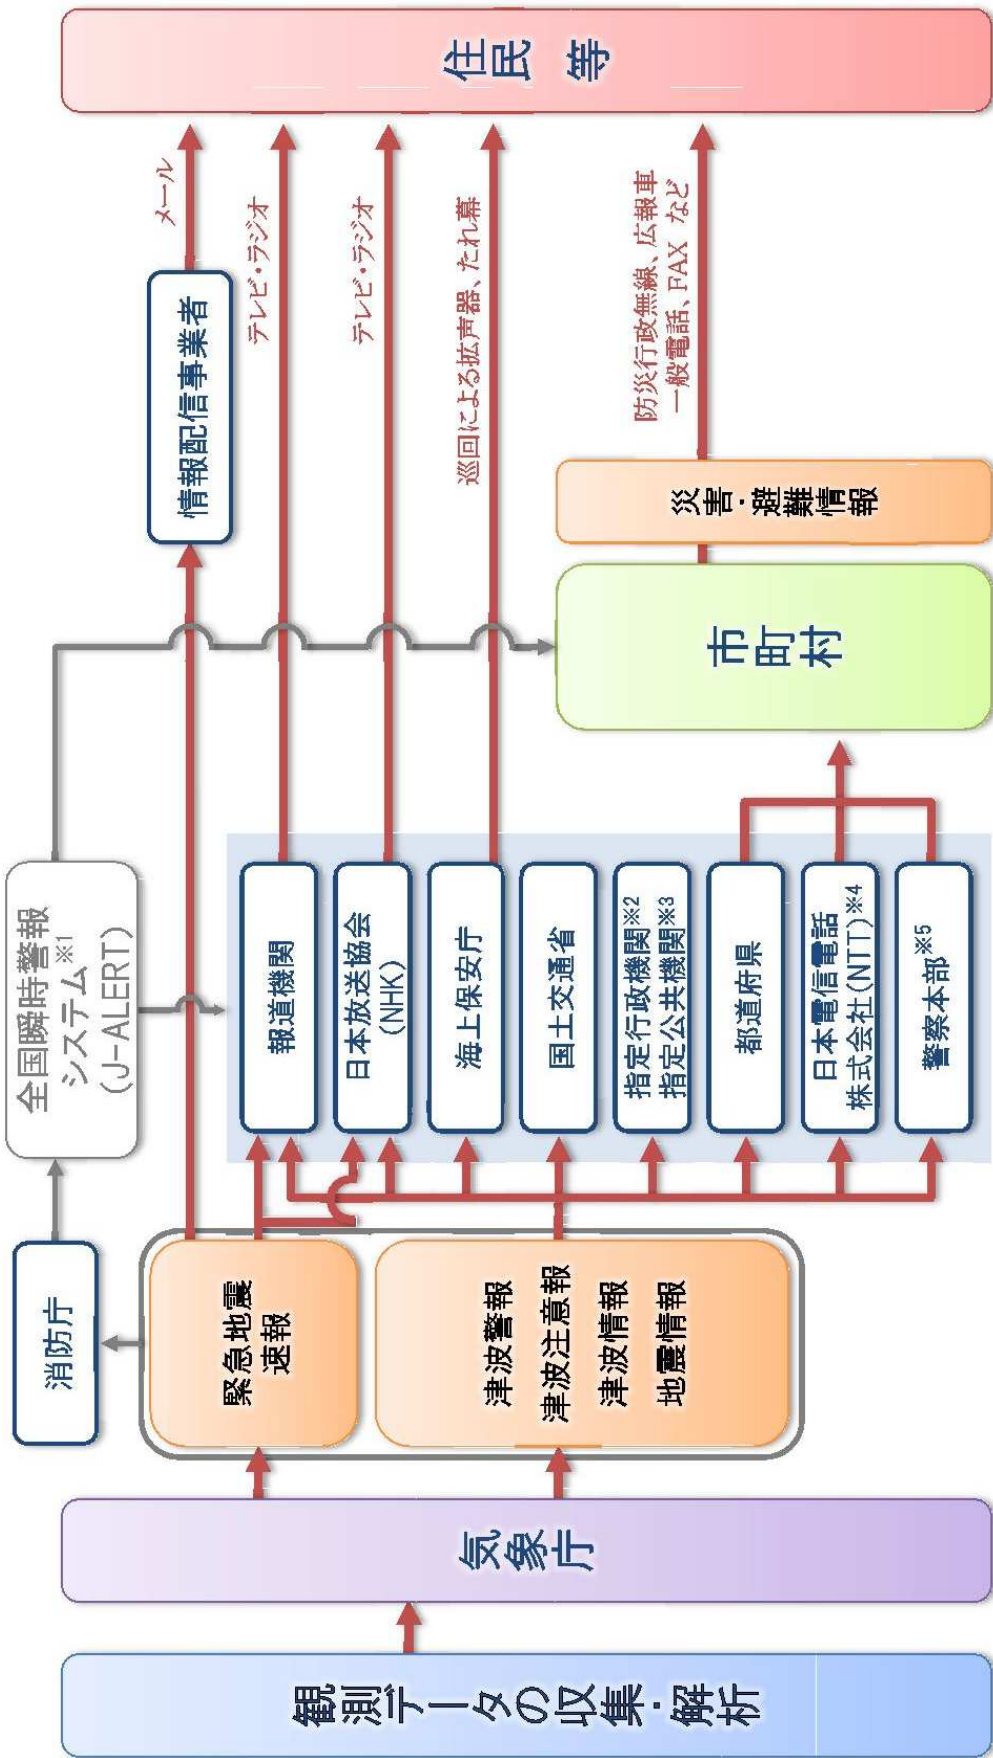 観測データの収集・解析
気象庁
消防庁
緊急地震
速報
津波警報
津波注意報
津波情報
地震情報
全国瞬時警報
システム※1
(J-ALERT)
報道機関
日本放送協会
(NHK)
海上保安庁
国土交通省
指定行政機関※2
指定公共機関※3
都道府県
日本電信電話
株式会社(NTT)※4
警察本部※5
市町村
災害・避難情報
情報配信事業者
メール
テレビ・ラジオ
テレビ・ラジオ
巡回による拡声器、たれ幕
防災行政無線、広報車
一般電話、FAX など
住民 等